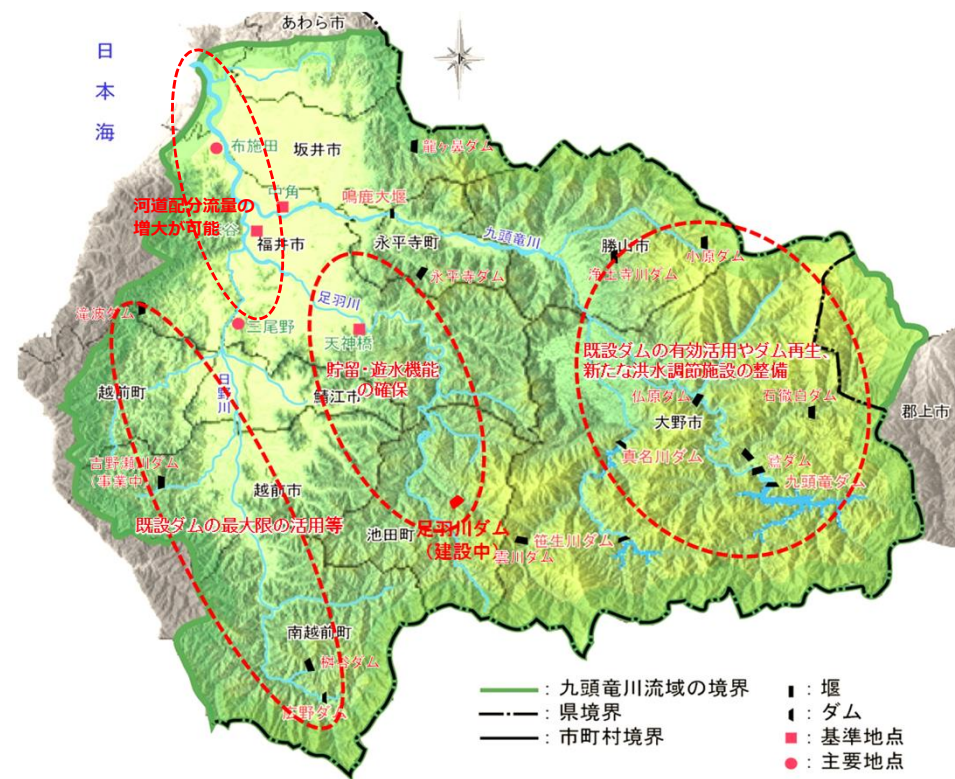 あわら市
日本海
布施田
坂井市
龍ヶ鼻ダム
河道配分流量の
増大が可能
中角
鳴鹿大堰
谷
福井市
永平寺町
九頭竜川
勝山市
小原ダム
浄土寺川ダム
永平寺ダム
足羽川
滝波ダム
三尾野
天神橋
貯留・遊水機能
の確保
既設ダムの有効活用やダム再生、
新たな洪水調節施設の整備
越前町
日野川
鯖江市
仏原ダム
石徹白ダム
大野市
郡上市
真名川ダム
鷲ダム
九頭竜ダム
吉野瀬川ダム
(事業中)
越前市
既設ダムの最大限の活用等
池田町
足羽川ダム
(建設中
笹生川ダム
雲川ダム
南越前町
桝谷ダム
広野ダム
:九頭竜川流域の境界
:県境界
:市町村境界
:堰
:ダム
:基準地点
:主要地点